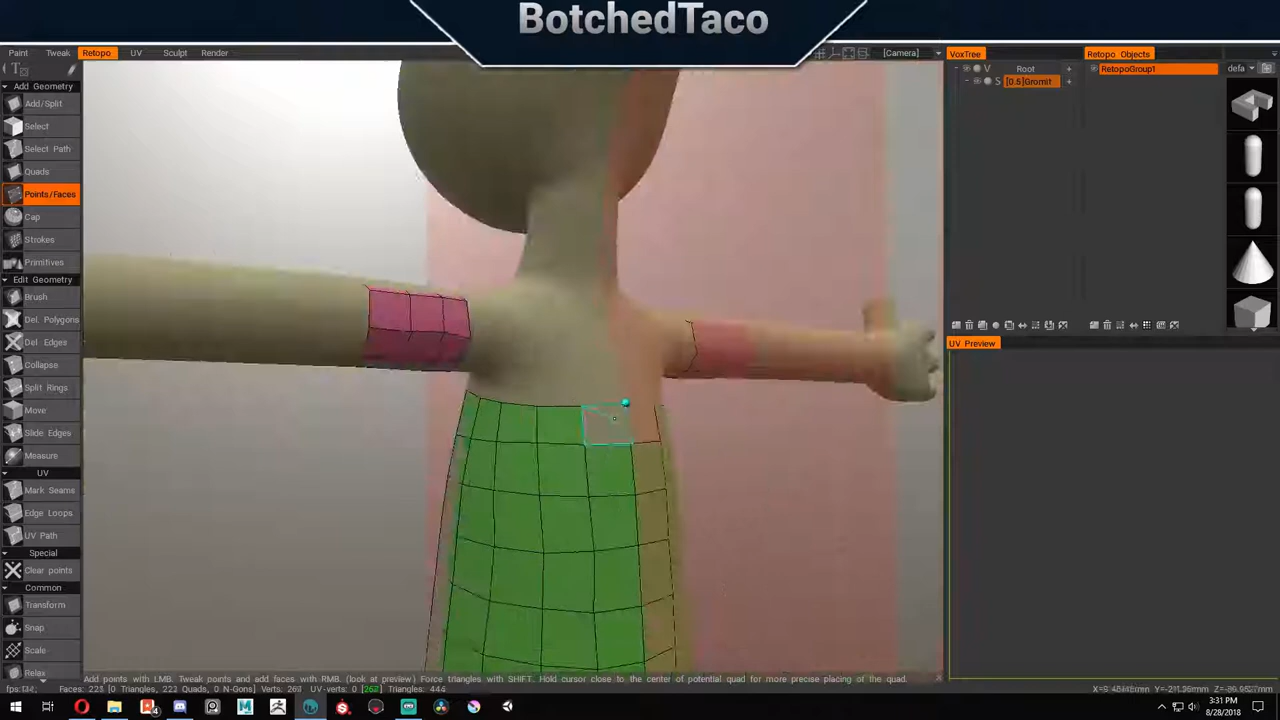 BotchedTaco
Paint Tweak Retopo UV Sculpt Render
[Camera]
VoxTree
Retopo Objects
Add Geometry
Add/Split
Select
Select Path
Quads
Points/Faces
Cap
Strokes
Primitives
Edit Geometry
Brush
Del. Polygons
Del. Edges
Collapse
Split Rings
Move
Slide Edges
Measure
UV
Mark Seams
Edge Loops
UV Path
Special
Clear points
Common
Transform
Snap
Scale
Relax
V Root +
S [0.5]Gromit +
RetopoGroup1
defa
UV Preview
Add points with LMB. Tweak points and add faces with RMB. (look at preview) Force triangles with SHIFT. Hold cursor close to the center of potential quad for more precise placing of the quad.
3:31 PM
8/28/2018